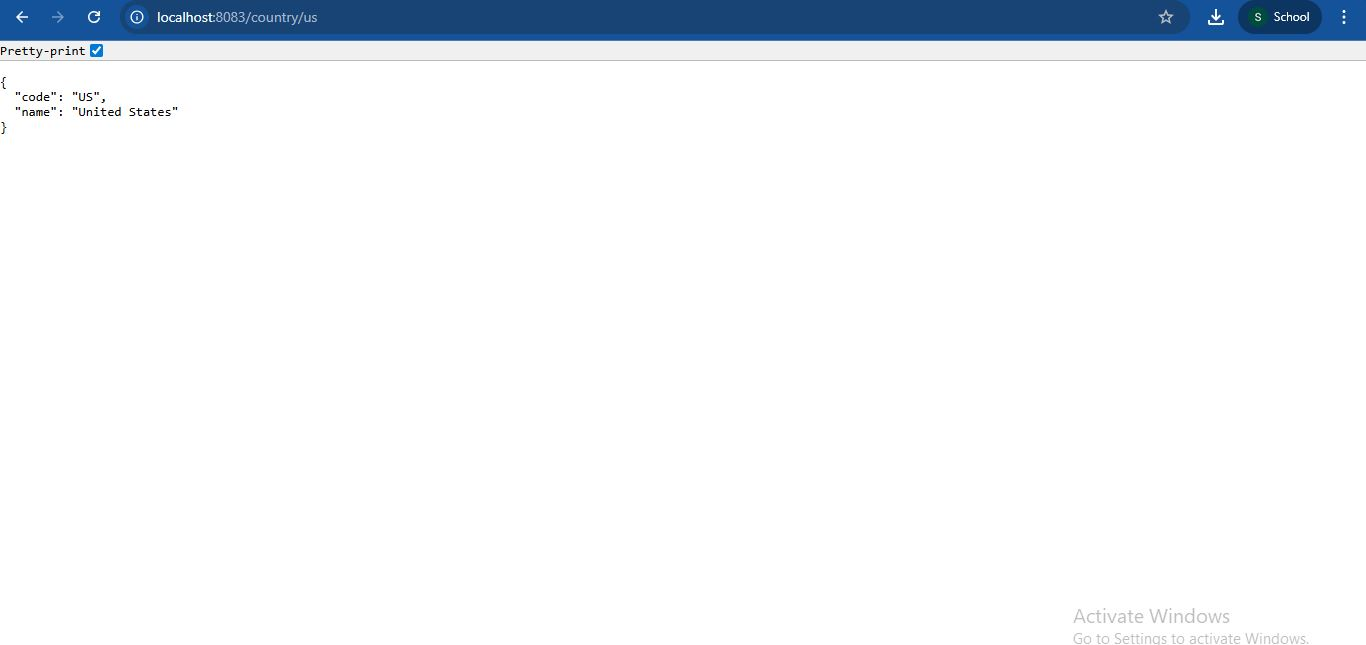 localhost:8083/country/us
S School
Pretty-print
{
"code": "US",
"name": "United States"
}
Activate Windows
Go to Settings to activate Windows.